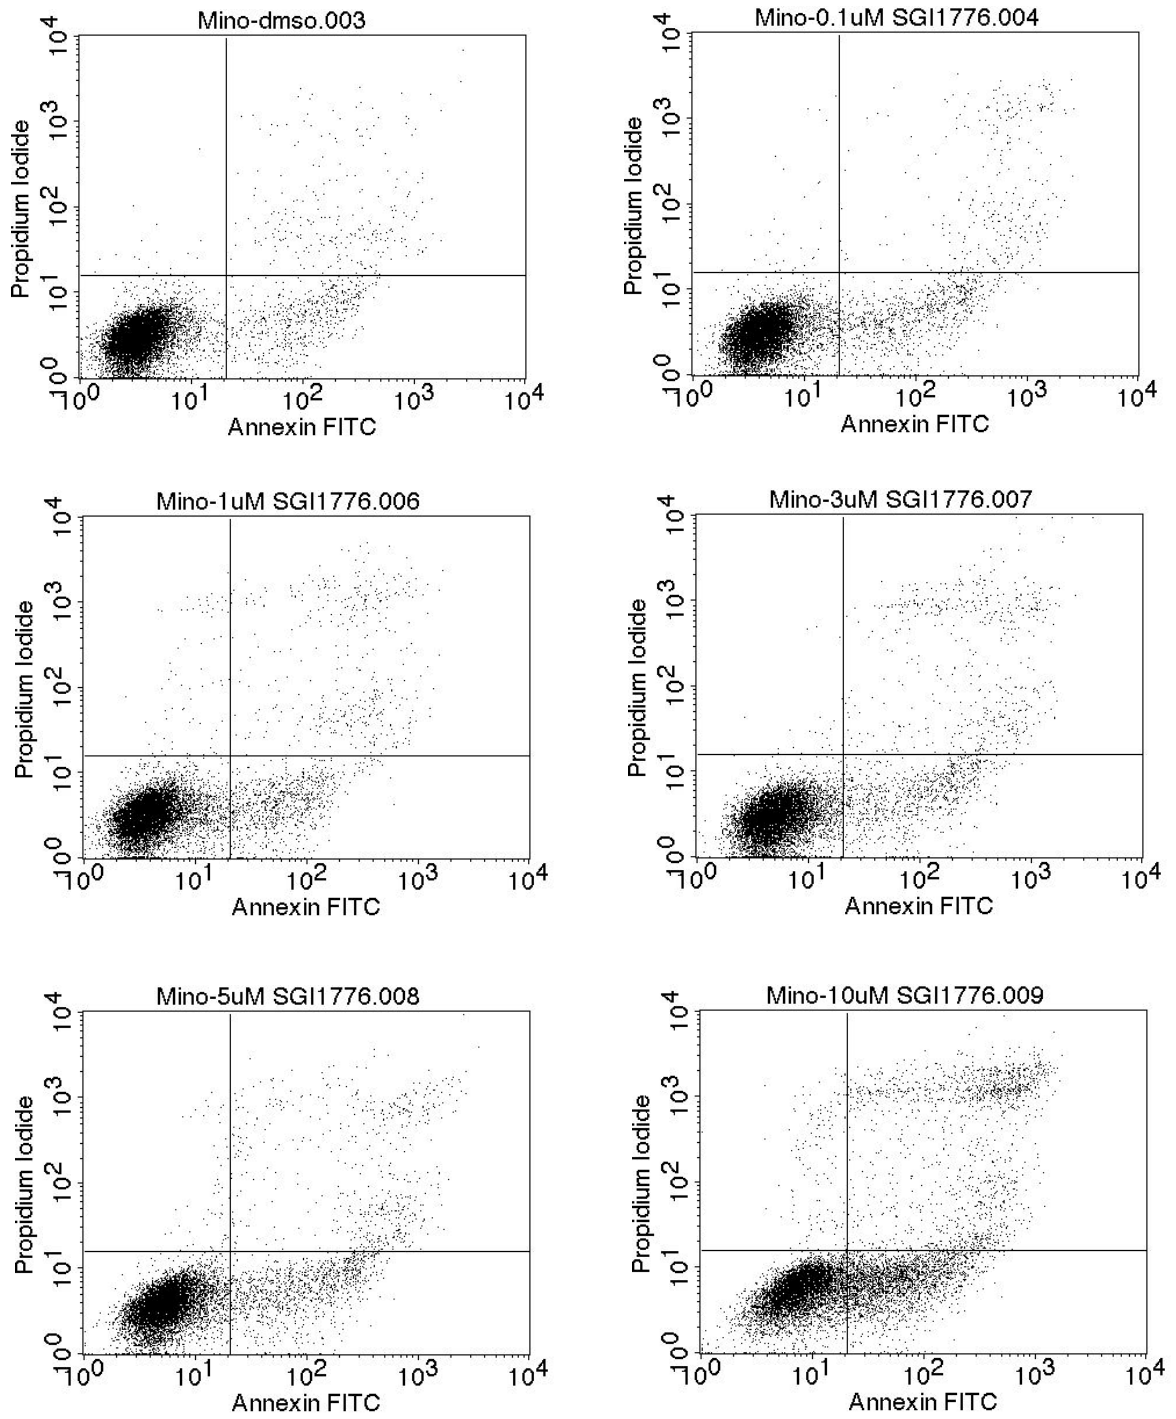 Mino-dmso.003
Propidium Iodide
10^4
10^3
10^2
10^1
10^0
10^0 10^1 10^2 10^3 10^4
Annexin FITC
Mino-0.1uM SGI1776.004
Propidium Iodide
10^4
10^3
10^2
10^1
10^0
10^0 10^1 10^2 10^3 10^4
Annexin FITC
Mino-1uM SGI1776.006
Propidium Iodide
10^4
10^3
10^2
10^1
10^0
10^0 10^1 10^2 10^3 10^4
Annexin FITC
Mino-3uM SGI1776.007
Propidium Iodide
10^4
10^3
10^2
10^1
10^0
10^0 10^1 10^2 10^3 10^4
Annexin FITC
Mino-5uM SGI1776.008
Propidium Iodide
10^4
10^3
10^2
10^1
10^0
10^0 10^1 10^2 10^3 10^4
Annexin FITC
Mino-10uM SGI1776.009
Propidium Iodide
10^4
10^3
10^2
10^1
10^0
10^0 10^1 10^2 10^3 10^4
Annexin FITC